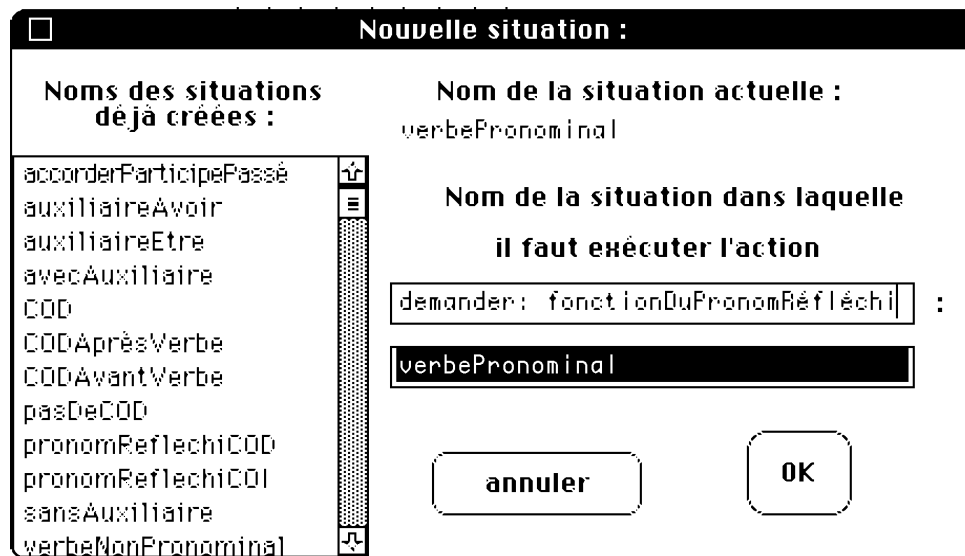 Nouvelle situation :
Noms des situations
déjà créées :
accorderParticipePassé
auxiliaireAvoir
auxiliaireEtre
avecAuxiliaire
COD
CODAprèsVerbe
CODAvantVerbe
pasDeCOD
pronomReflechiCOD
pronomReflechiCOI
sansAuxiliaire
verbeNonPronominal
Nom de la situation actuelle :
verbePronominal
Nom de la situation dans laquelle
il faut exécuter l'action
demander: fonctionDuPronomRéfléchi :
verbePronominal
annuler
OK